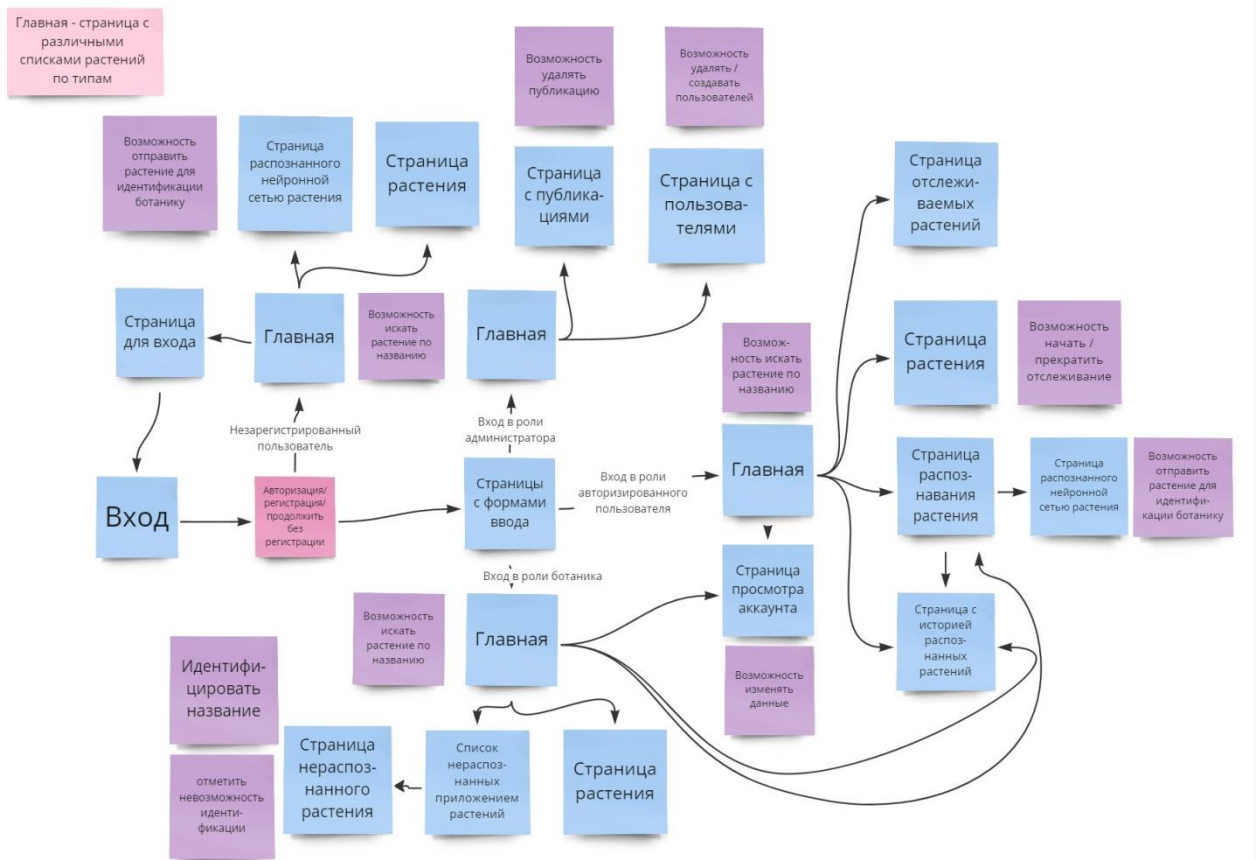 Главная - страница с
различными
списками растений
по типам
Возможность
удалять
публикацию
Возможность
удалять /
создавать
пользователей
Возможность
отправить
растение для
идентификации
ботанику
Страница
распознанного
нейронной
сетью растения
Страница
растения
Страница
с публика-
циями
Страница с
пользова-
телями
Страница
отслежи-
ваемых
растений
Страница
для входа
Главная
Возможность
искать
растение по
названию
Главная
Возмож-
ность искать
растение по
названию
Страница
растения
Возможность
начать /
прекратить
отслеживание
Незарегистрированный
пользователь
Вход в роли
администратора
Вход
Авторизация/
регистрация/
продолжить
без
регистрации
Страницы
с формами
ввода
Вход в роли
авторизированного
пользователя
Главная
Страница
распоз-
навания
растения
Страница
распознанного
нейронной
сетью растения
Возможность
отправить
растение для
иденти-
фикации
ботанику
Вход в роли ботаника
Страница
просмотра
аккаунта
Страница с
историей
распоз-
нанных
растений
Возможность
искать
растение по
названию
Главная
Возможность
изменять
данные
Идентифи-
цировать
название
отметить
невозможность
иденти-
фикации
Страница
нераспоз-
нанного
растения
Список
нераспоз-
нанных
приложением
растений
Страница
растения